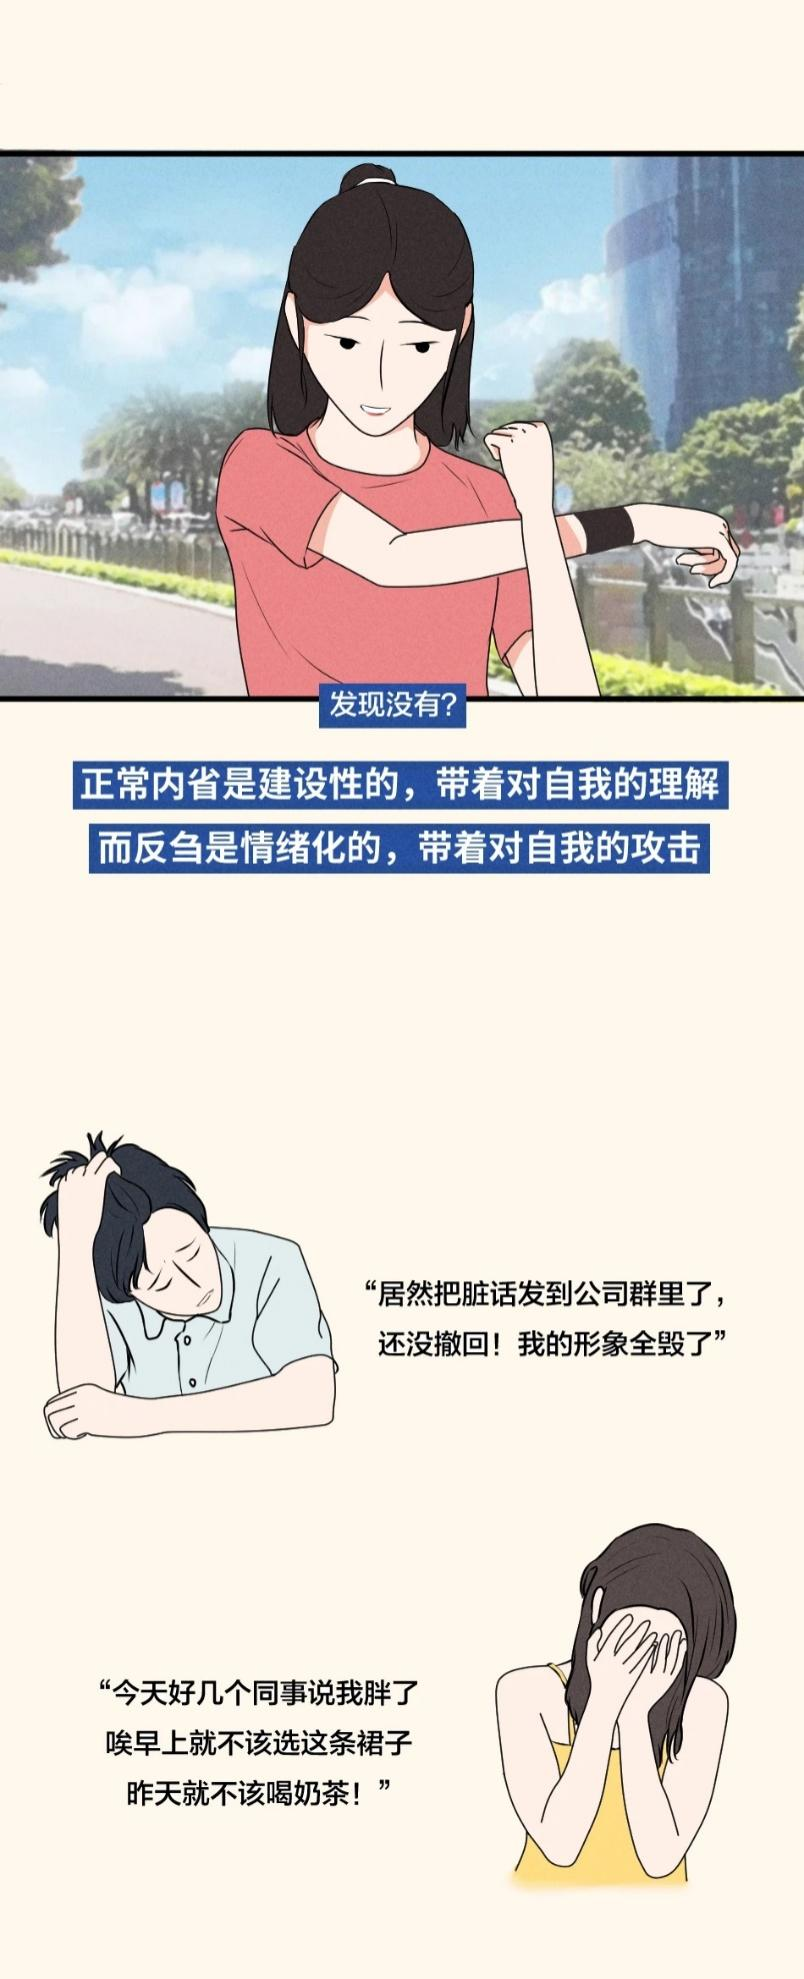 发现没有?
正常内省是建设性的，带着对自我的理解
而反刍是情绪化的，带着对自我的攻击
“居然把脏话发到公司群里了，
还没撤回！我的形象全毁了”
“今天好几个同事说我胖了
唉早上就不该选这条裙子
昨天就不该喝奶茶！”